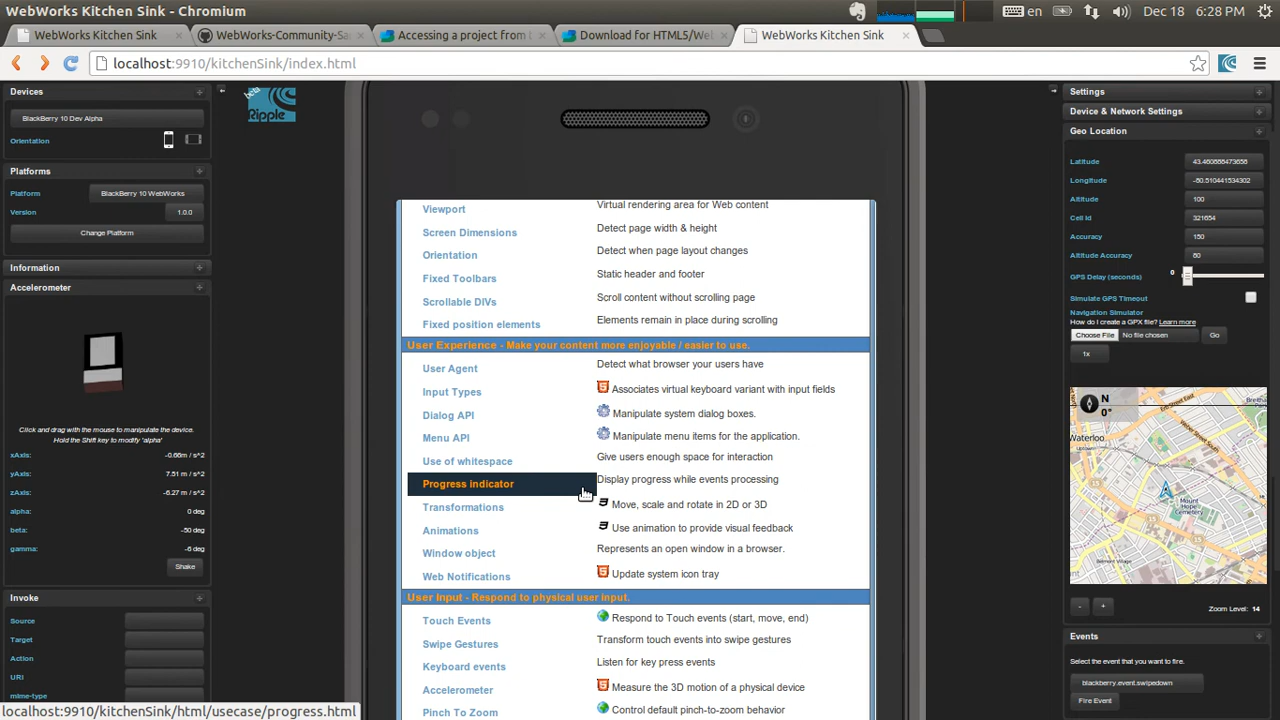 WebWorks Kitchen Sink - Chromium
en
Dec 18
6:28 PM
WebWorks Kitchen Sink
WebWorks-Community-Sa
Accessing a project from
Download for HTML5/We
WebWorks Kitchen Sink
localhost:9910/kitchenSink/index.html
Devices
BlackBerry 10 Dev Alpha
Orientation
Platforms
Platform
BlackBerry 10 WebWorks
Version
1.0.0
Change Platform
Information
Accelerometer
Click and drag with the mouse to manipulate the device.
Hold the Shift key to modify 'alpha'
xAxis: -0.66m / s^2
yAxis: 7.51 m / s^2
zAxis: -6.27 m / s^2
alpha: 0 deg
beta: -50 deg
gamma: -6 deg
Shake
Invoke
Source
Target
Action
URI
mime-type
localhost:9910/kitchenSink/html/usecase/progress.html
beta
Ripple
Viewport Virtual rendering area for Web content
Screen Dimensions Detect page width & height
Orientation Detect when page layout changes
Fixed Toolbars Static header and footer
Scrollable DIVs Scroll content without scrolling page
Fixed position elements Elements remain in place during scrolling
User Experience - Make your content more enjoyable / easier to use.
User Agent Detect what browser your users have
Input Types Associates virtual keyboard variant with input fields
Dialog API Manipulate system dialog boxes.
Menu API Manipulate menu items for the application.
Use of whitespace Give users enough space for interaction
Progress indicator Display progress while events processing
Transformations Move, scale and rotate in 2D or 3D
Animations Use animation to provide visual feedback
Window object Represents an open window in a browser.
Web Notifications Update system icon tray
User Input - Respond to physical user input.
Touch Events Respond to Touch events (start, move, end)
Swipe Gestures Transform touch events into swipe gestures
Keyboard events Listen for key press events
Accelerometer Measure the 3D motion of a physical device
Pinch To Zoom Control default pinch-to-zoom behavior
Settings
Device & Network Settings
Geo Location
Latitude 43.460666473656
Longitude -80.510441534302
Altitude 100
Cell Id 321654
Accuracy 150
Altitude Accuracy 60
GPS Delay (seconds) 0
Simulate GPS Timeout
Navigation Simulator
How do I create a GPX file? Learn more
Choose File No file chosen
Go
1x
N
0°
Waterloo
Mount
Hope
Cemetery
- +
Zoom Level: 14
Events
Select the event that you want to fire.
blackberry.event.swipedown
Fire Event